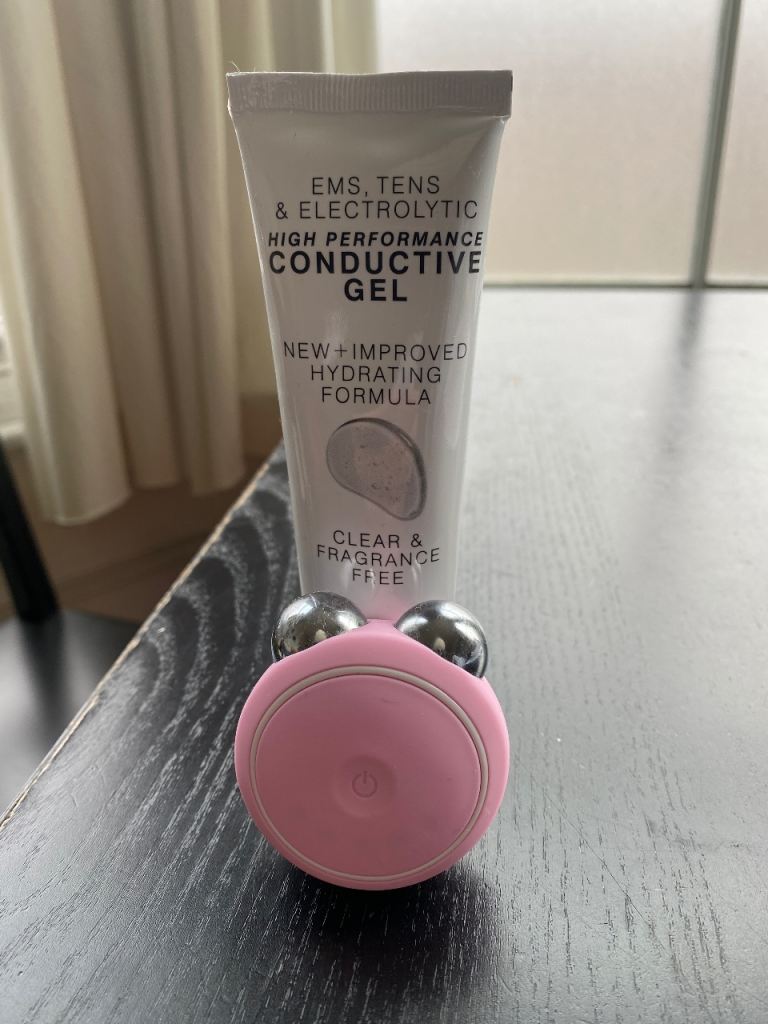 EMS, TENS
& ELECTROLYTIC
HIGH PERFORMANCE
CONDUCTIVE
GEL
NEW+IMPROVED
HYDRATING
FORMULA
CLEAR &
FRAGRANCE
FREE